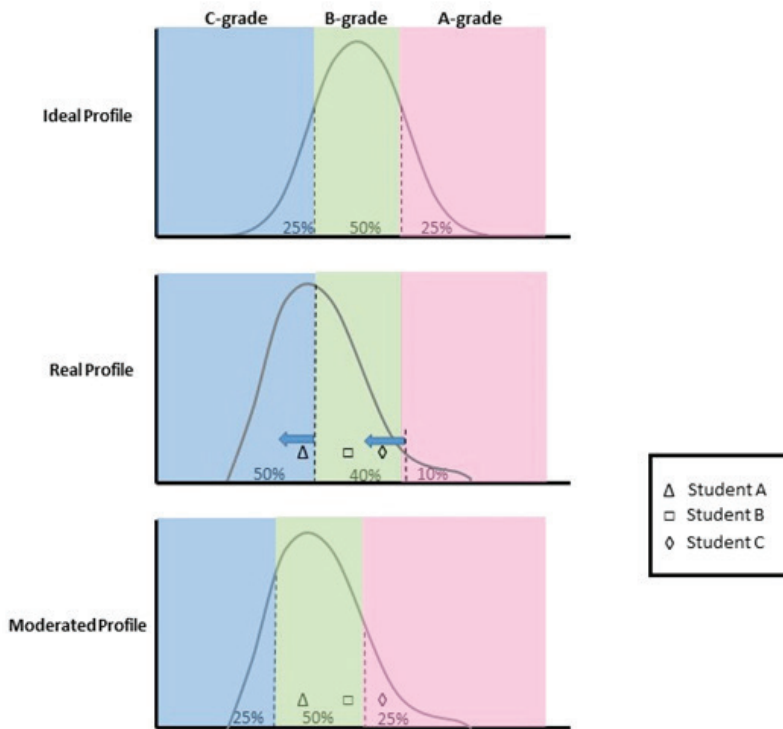 C-grade B-grade A-grade
Ideal Profile
25% 50% 25%
Real Profile
50% 40% 10%
△ Student A
□ Student B
◊ Student C
Moderated Profile
25% 50% 25%